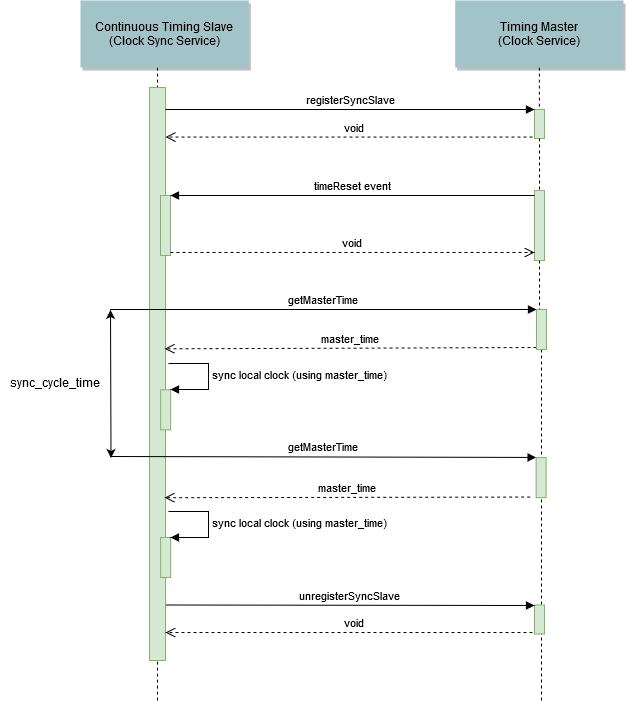 Continuous Timing Slave
(Clock Sync Service)
Timing Master
(Clock Service)
registerSyncSlave
void
timeReset event
void
getMasterTime
master_time
sync local clock (using master_time)
sync_cycle_time
getMasterTime
master_time
sync local clock (using master_time)
unregisterSyncSlave
void